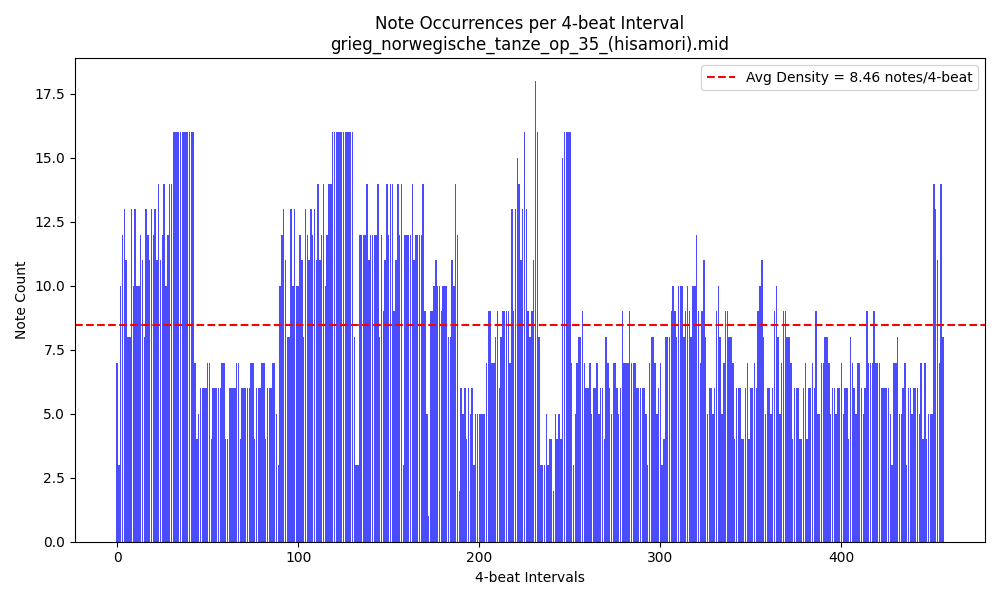 Note Occurrences per 4-beat Interval
grieg_norwegische_tanze_op_35_(hisamori).mid
Avg Density = 8.46 notes/4-beat
Note Count
17.5
15.0
12.5
10.0
7.5
5.0
2.5
0.0
0 100 200 300 400
4-beat Intervals